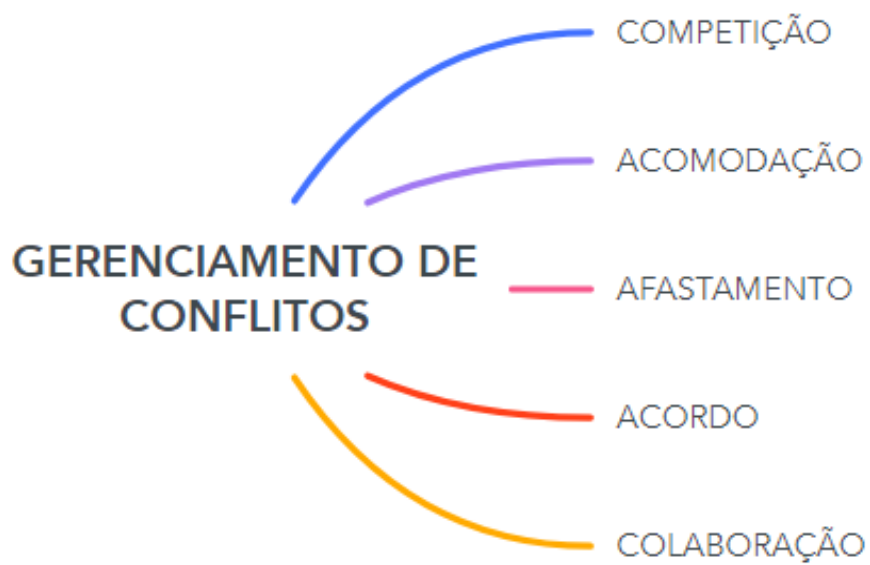 COMPETIÇÃO
ACOMODAÇÃO
GERENCIAMENTO DE
CONFLITOS
AFASTAMENTO
ACORDO
COLABORAÇÃO